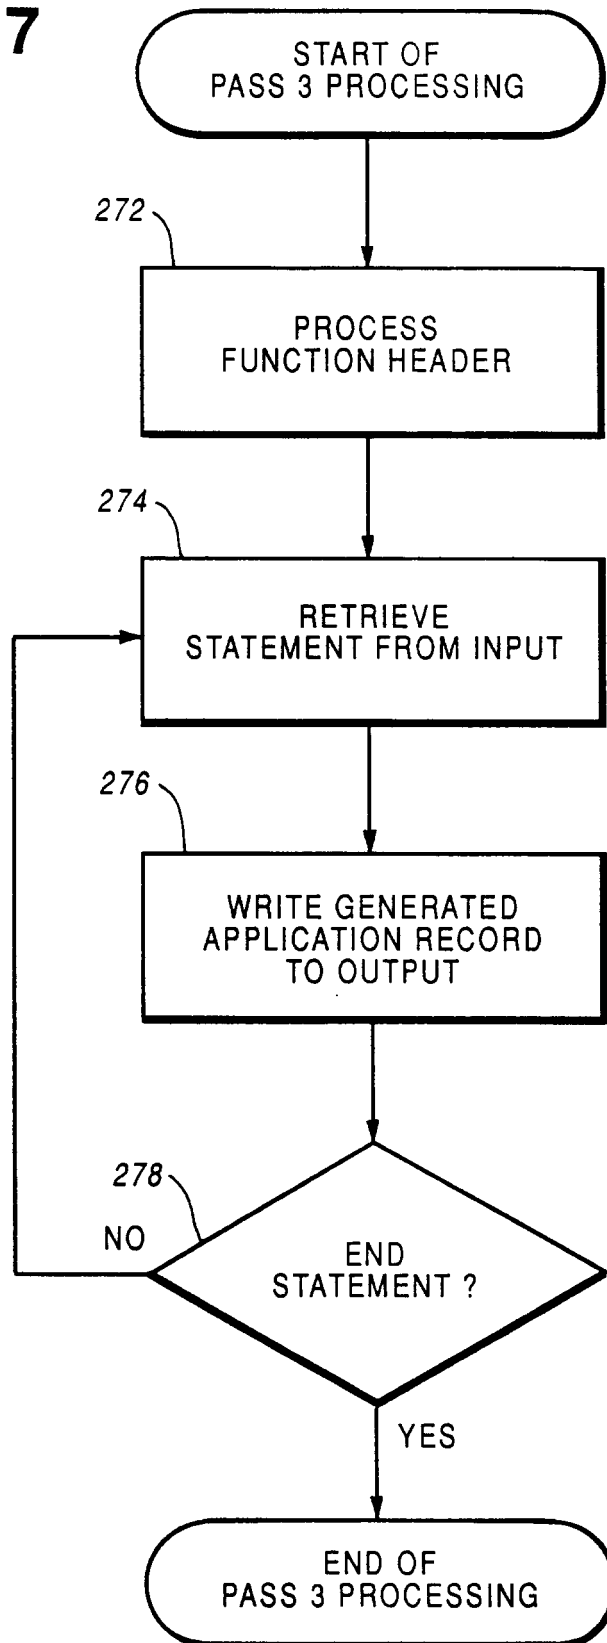 7
START OF
PASS 3 PROCESSING
272
PROCESS
FUNCTION HEADER
274
RETRIEVE
STATEMENT FROM INPUT
276
WRITE GENERATED
APPLICATION RECORD
TO OUTPUT
278
NO
END
STATEMENT ?
YES
END OF
PASS 3 PROCESSING